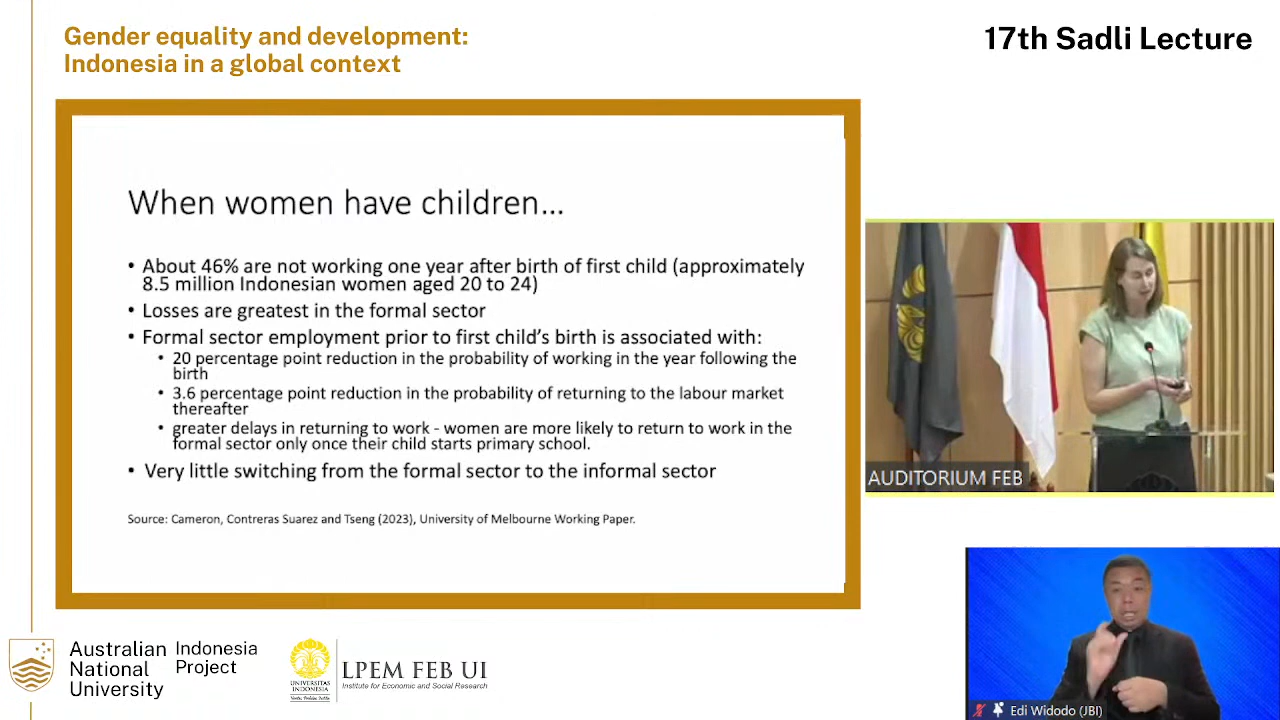 Gender equality and development:
Indonesia in a global context
17th Sadli Lecture
When women have children...
• About 46% are not working one year after birth of first child (approximately
8.5 million Indonesian women aged 20 to 24)
• Losses are greatest in the formal sector
• Formal sector employment prior to first child's birth is associated with:
• 20 percentage point reduction in the probability of working in the year following the
birth
• 3.6 percentage point reduction in the probability of returning to the labour market
thereafter
• greater delays in returning to work - women are more likely to return to work in the
formal sector only once their child starts primary school.
• Very little switching from the formal sector to the informal sector
Source: Cameron, Contreras Suarez and Tseng (2023), University of Melbourne Working Paper.
AUDITORIUM FEB
Edi Widodo (JBI)
Australian
National
University
Indonesia
Project
UNIVERSITAS
INDONESIA
LPEM FEB UI
Institute for Economic and Social Research